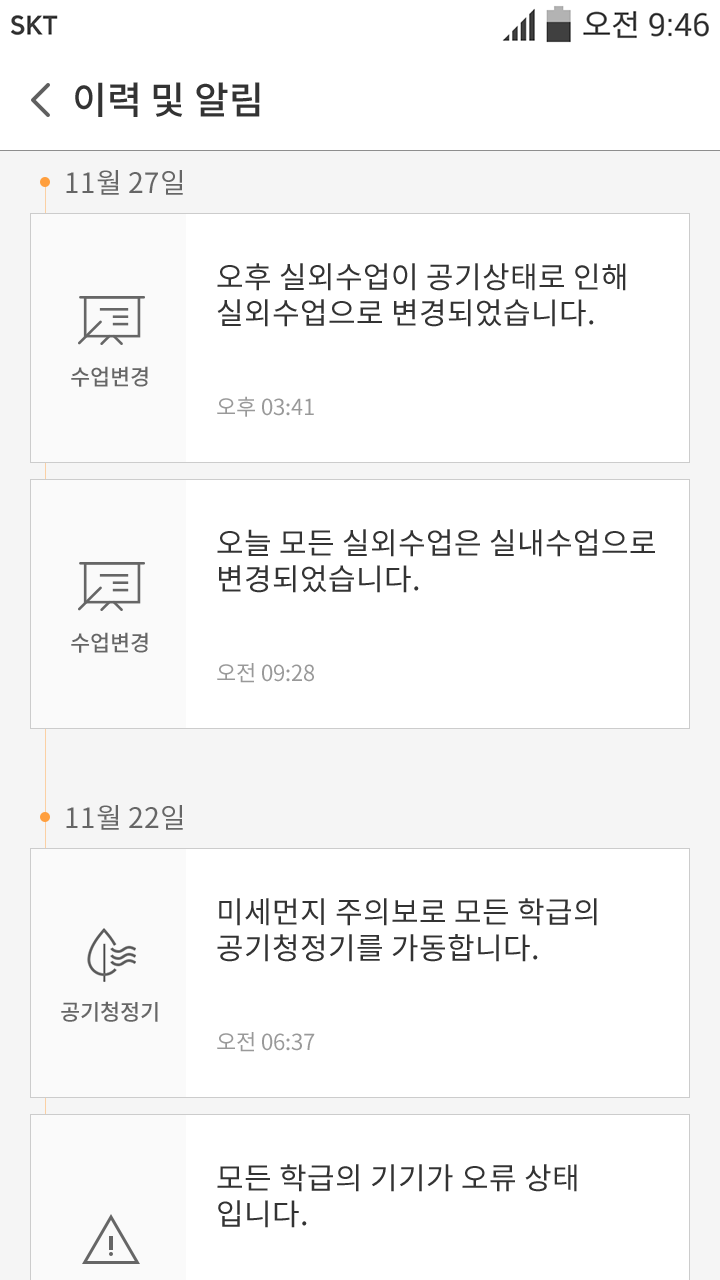 SKT
오전 9:46
이력 및 알림
11월 27일
수업변경
오후 실외수업이 공기상태로 인해
실외수업으로 변경되었습니다.
오후 03:41
수업변경
오늘 모든 실외수업은 실내수업으로
변경되었습니다.
오전 09:28
11월 22일
공기청정기
미세먼지 주의보로 모든 학급의
공기청정기를 가동합니다.
오전 06:37
모든 학급의 기기가 오류 상태
입니다.